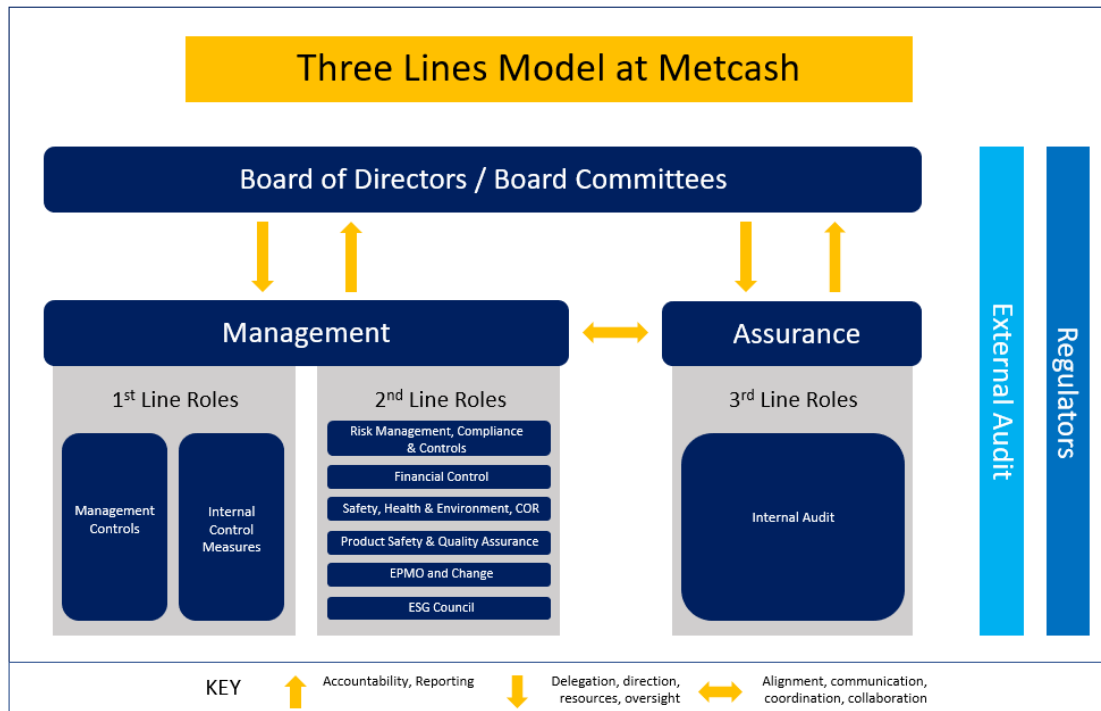 Three Lines Model at Metcash
Board of Directors / Board Committees
Management
Assurance
1st Line Roles
2nd Line Roles
3rd Line Roles
Management
Controls
Internal
Control
Measures
Risk Management, Compliance
& Controls
Financial Control
Safety, Health & Environment, COR
Product Safety & Quality Assurance
EPMO and Change
ESG Council
Internal Audit
External Audit
Regulators
KEY
Accountability, Reporting
Delegation, direction,
resources, oversight
Alignment, communication,
coordination, collaboration